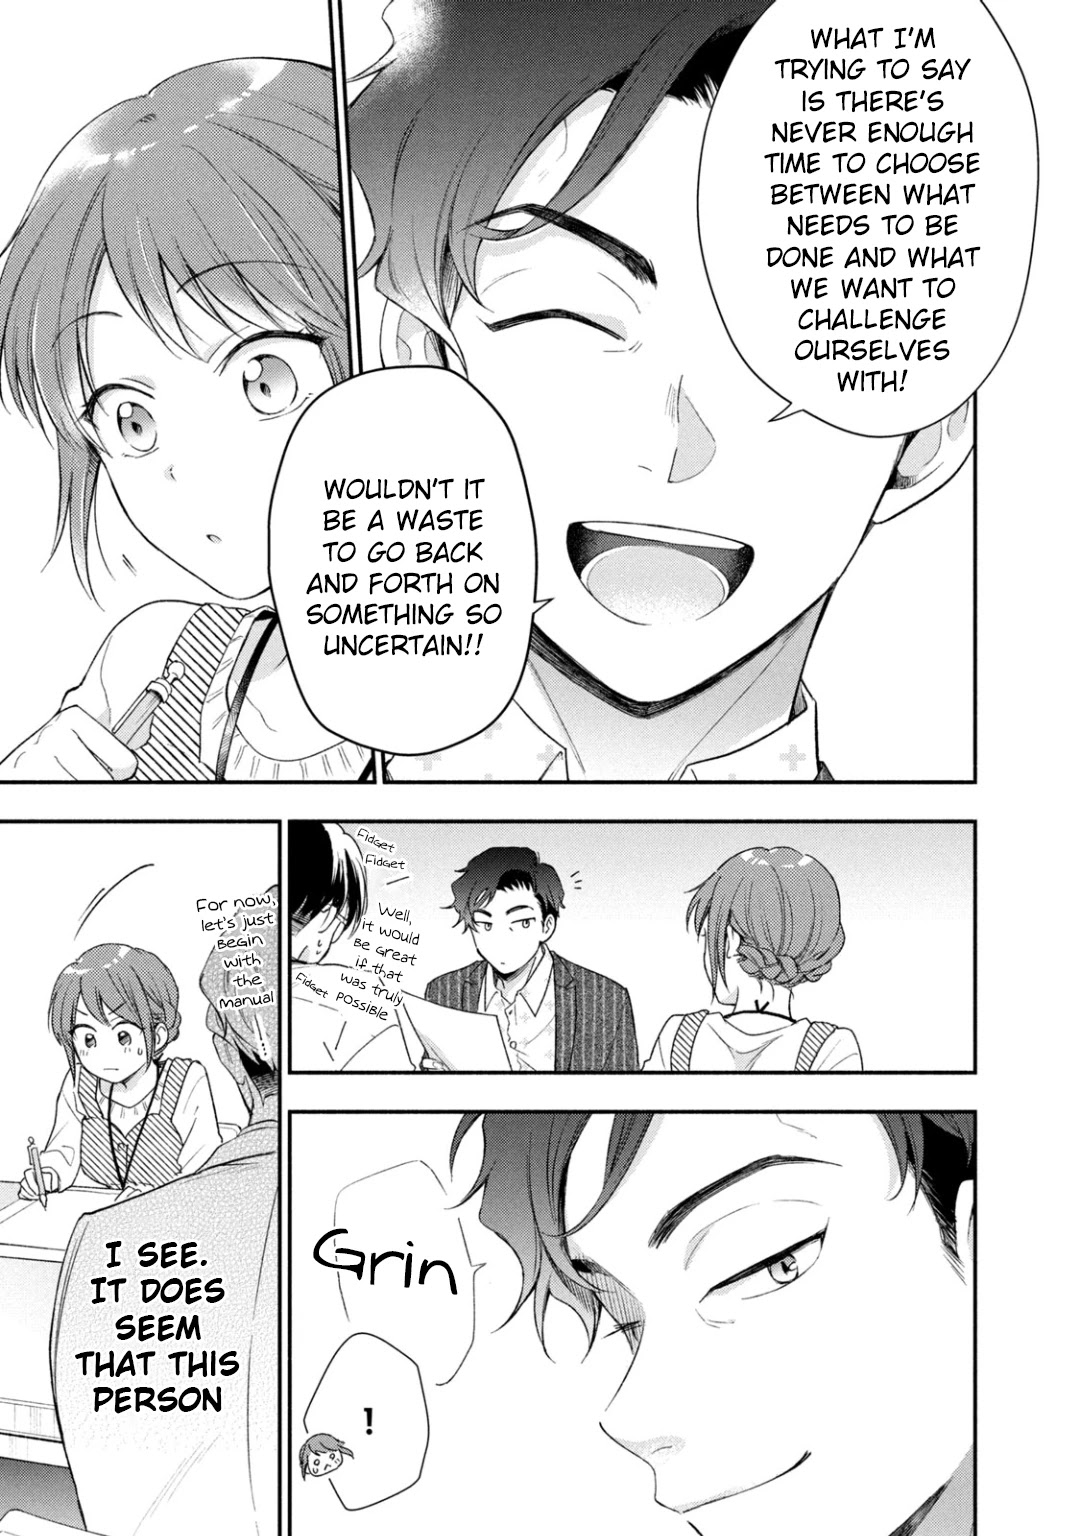 WHAT I'M
TRYING TO SAY
IS THERE'S
NEVER ENOUGH
TIME TO CHOOSE
BETWEEN WHAT
NEEDS TO BE
DONE AND WHAT
WE WANT TO
CHALLENGE
OURSELVES
WITH!
WOULDN'T IT
BE A WASTE
TO GO BACK
AND FORTH ON
SOMETHING SO
UNCERTAIN!!
Fidget
Fidget
Well,
it would
be great
if that
was truly
possible
Fidget
Grin
!
For now,
let's just
begin
with
the
manual
...
I SEE.
IT DOES
SEEM
THAT THIS
PERSON